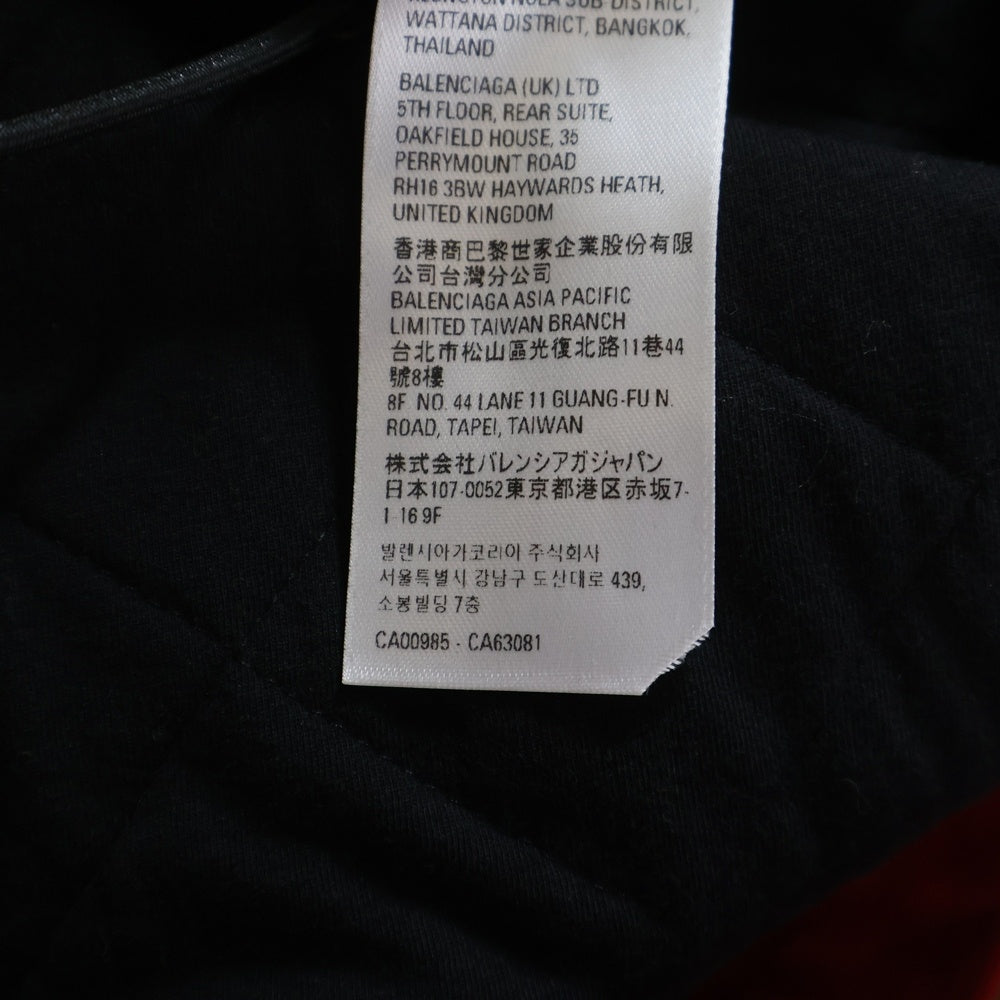 SUB-DISTRICT,
WATTANA DISTRICT, BANGKOK,
THAILAND
BALENCIAGA (UK) LTD
5TH FLOOR, REAR SUITE,
OAKFIELD HOUSE, 35
PERRYMOUNT ROAD
RH16 3BW HAYWARDS HEATH,
UNITED KINGDOM
香港商巴黎世家企業股份有限
公司台灣分公司
BALENCIAGA ASIA PACIFIC
LIMITED TAIWAN BRANCH
台北市松山區光復北路11巷44
號8樓
8F NO. 44 LANE 11 GUANG-FU N.
ROAD, TAPEI, TAIWAN
株式会社バレンシアガジャパン
日本107-0052東京都港区赤坂7-
1-16 9F
발렌시아가코리아 주식회사
서울특별시 강남구 도산대로 439,
소봉빌딩 7층
CA00985 - CA63081